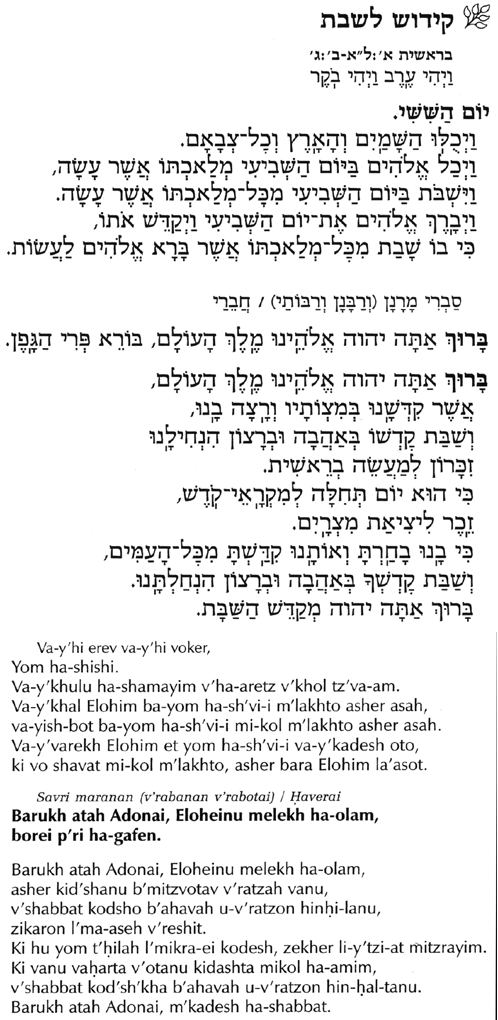 קידוש לשבת
בראשית א׳:ל״א-ב׳:ג׳
וַיְהִי עֶרֶב וַיְהִי בֹקֶר
יוֹם הַשִּׁשִּׁי.
וַיְכֻלּוּ הַשָּׁמַיִם וְהָאָרֶץ וְכָל־צְבָאָם.
וַיְכַל אֱלֹהִים בַּיּוֹם הַשְּׁבִיעִי מְלַאכְתּוֹ אֲשֶׁר עָשָׂה,
וַיִּשְׁבֹּת בַּיּוֹם הַשְּׁבִיעִי מִכָּל־מְלַאכְתּוֹ אֲשֶׁר עָשָׂה.
וַיְבָרֶךְ אֱלֹהִים אֶת־יוֹם הַשְּׁבִיעִי וַיְקַדֵּשׁ אֹתוֹ,
כִּי בוֹ שָׁבַת מִכָּל־מְלַאכְתּוֹ אֲשֶׁר בָּרָא אֱלֹהִים לַעֲשׂוֹת.
סַבְרִי מָרָנָן (וְרַבָּנָן וְרַבּוֹתַי) / חֲבֵרַי
בָּרוּךְ אַתָּה יהוה אֱלֹהֵינוּ מֶלֶךְ הָעוֹלָם, בּוֹרֵא פְּרִי הַגָּפֶן.
בָּרוּךְ אַתָּה יהוה אֱלֹהֵינוּ מֶלֶךְ הָעוֹלָם,
אֲשֶׁר קִדְּשָׁנוּ בְּמִצְוֹתָיו וְרָצָה בָנוּ,
וְשַׁבַּת קָדְשׁוֹ בְּאַהֲבָה וּבְרָצוֹן הִנְחִילָנוּ
זִכָּרוֹן לְמַעֲשֵׂה בְרֵאשִׁית.
כִּי הוּא יוֹם תְּחִלָּה לְמִקְרָאֵי־קֹדֶשׁ,
זֵכֶר לִיצִיאַת מִצְרָיִם.
כִּי בָנוּ בָחַרְתָּ וְאוֹתָנוּ קִדַּשְׁתָּ מִכָּל־הָעַמִּים,
וְשַׁבַּת קָדְשְׁךָ בְּאַהֲבָה וּבְרָצוֹן הִנְחַלְתָּנוּ.
בָּרוּךְ אַתָּה יהוה מְקַדֵּשׁ הַשַּׁבָּת.
Va-y'hi erev va-y'hi voker,
Yom ha-shishi.
Va-y'khulu ha-shamayim v'ha-aretz v'khol tz'va-am.
Va-y'khal Elohim ba-yom ha-sh'vi-i m'lakhto asher asah,
va-yish-bot ba-yom ha-sh'vi-i mi-kol m'lakhto asher asah.
Va-y'varekh Elohim et yom ha-sh'vi-i va-y'kadesh oto,
ki vo shavat mi-kol m'lakhto, asher bara Elohim la'asot.
Savri maranan (v'rabanan v'rabotai) / Ḥaverai
Barukh atah Adonai, Eloheinu melekh ha-olam,
borei p'ri ha-gafen.
Barukh atah Adonai, Eloheinu melekh ha-olam,
asher kid'shanu b'mitzvotav v'ratzah vanu,
v'shabbat kodsho b'ahavah u-v'ratzon hinḥi-lanu,
zikaron l'ma-aseh v'reshit.
Ki hu yom t'ḥilah l'mikra-ei kodesh, zekher li-y'tzi-at mitzrayim.
Ki vanu vaḥarta v'otanu kidashta mikol ha-amim,
v'shabbat kod'sh'kha b'ahavah u-v'ratzon hin-ḥal-tanu.
Barukh atah Adonai, m'kadesh ha-shabbat.